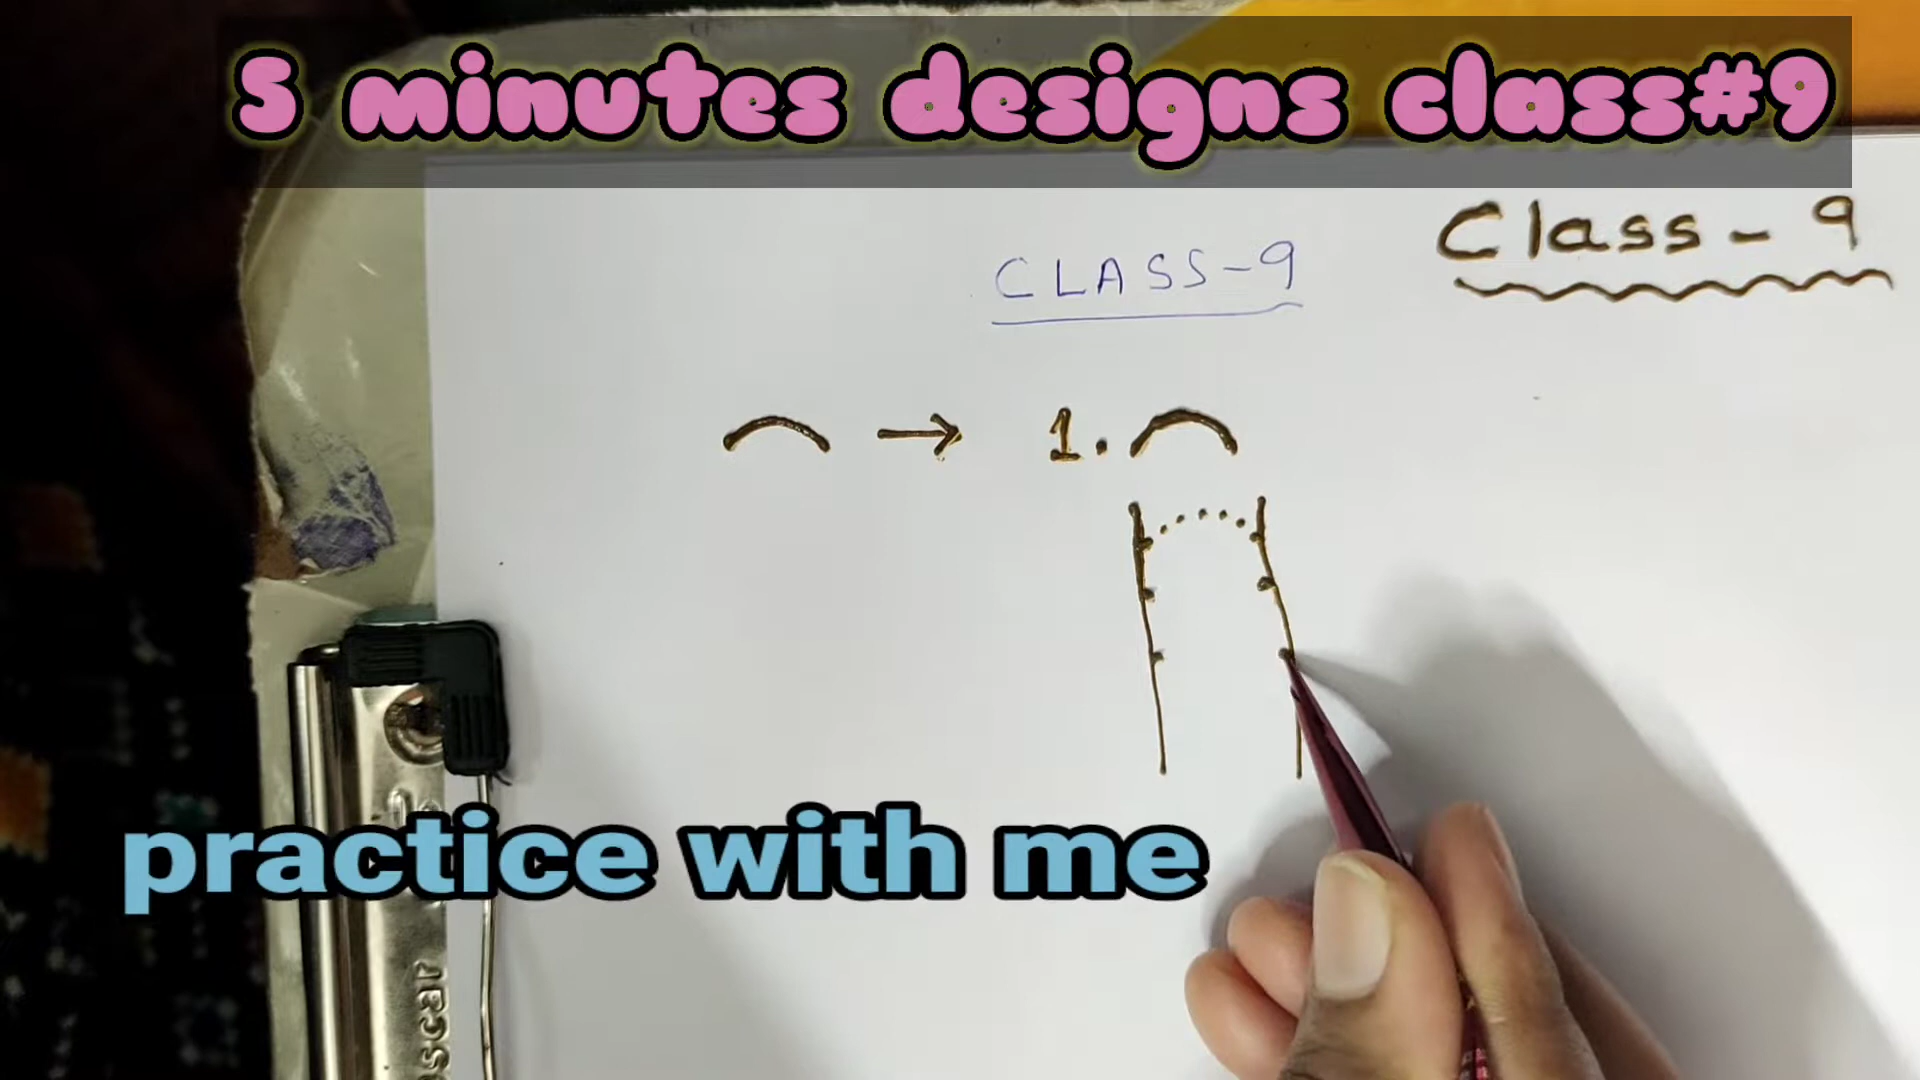 5 minutes designs class#9
Class - 9
CLASS-9
1.
practice with me